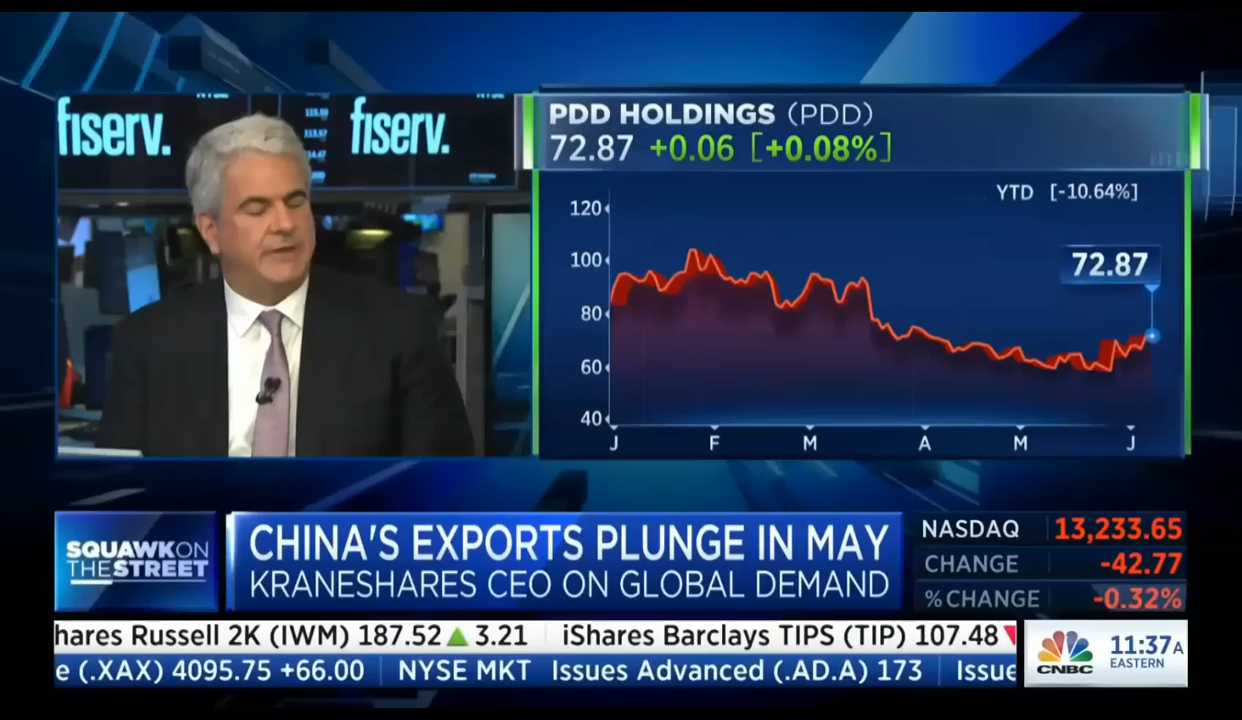 fiserv.
fiserv.
PDD HOLDINGS (PDD)
72.87 +0.06 [+0.08%]
YTD [-10.64%]
120
100
80
60
40
72.87
J F M A M J
SQUAWK ON
THE STREET
CHINA'S EXPORTS PLUNGE IN MAY
KRANESHARES CEO ON GLOBAL DEMAND
NASDAQ 13,233.65
CHANGE -42.77
% CHANGE -0.32%
hares Russell 2K (IWM) 187.52 ▲ 3.21 iShares Barclays TIPS (TIP) 107.48 ▼
e (.XAX) 4095.75 +66.00 NYSE MKT Issues Advanced (.AD.A) 173 Issue
CNBC
11:37A
EASTERN